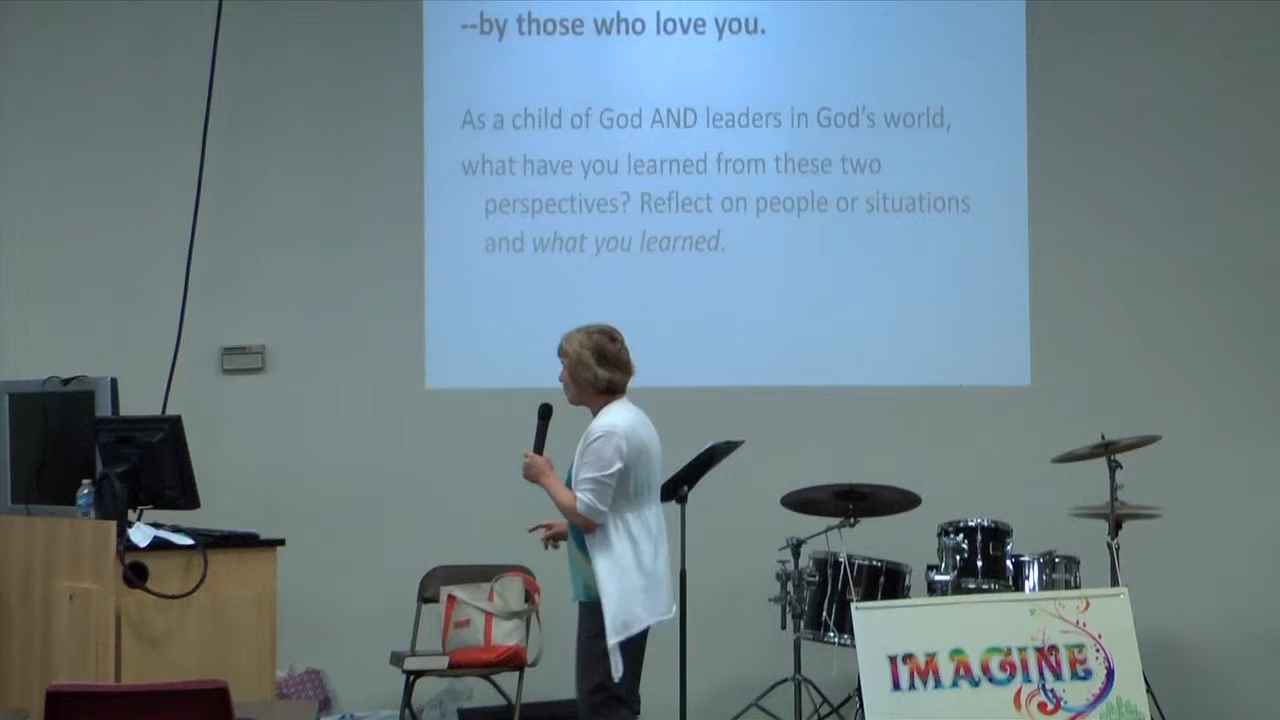 --by those who love you.
As a child of God AND leaders in God's world,
what have you learned from these two
perspectives? Reflect on people or situations
and what you learned.
IMAGINE